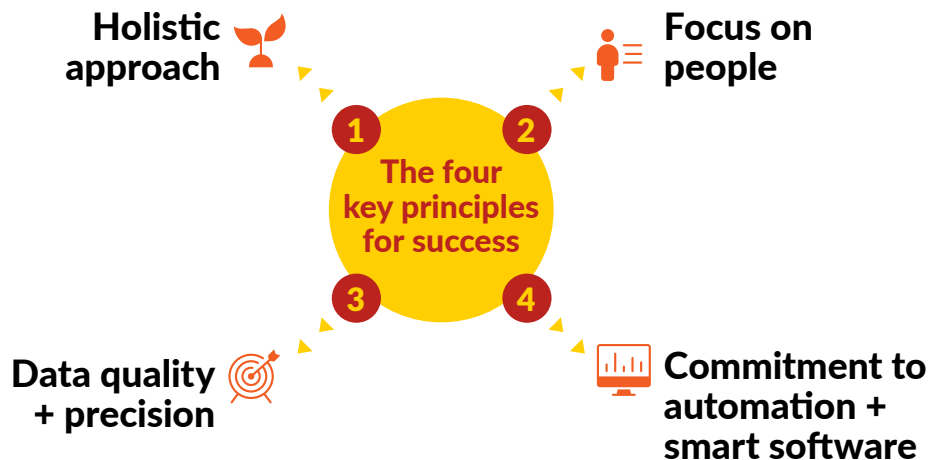 Holistic
approach
Focus on
people
1
2
The four
key principles
for success
3
4
Data quality
+ precision
Commitment to
automation +
smart software